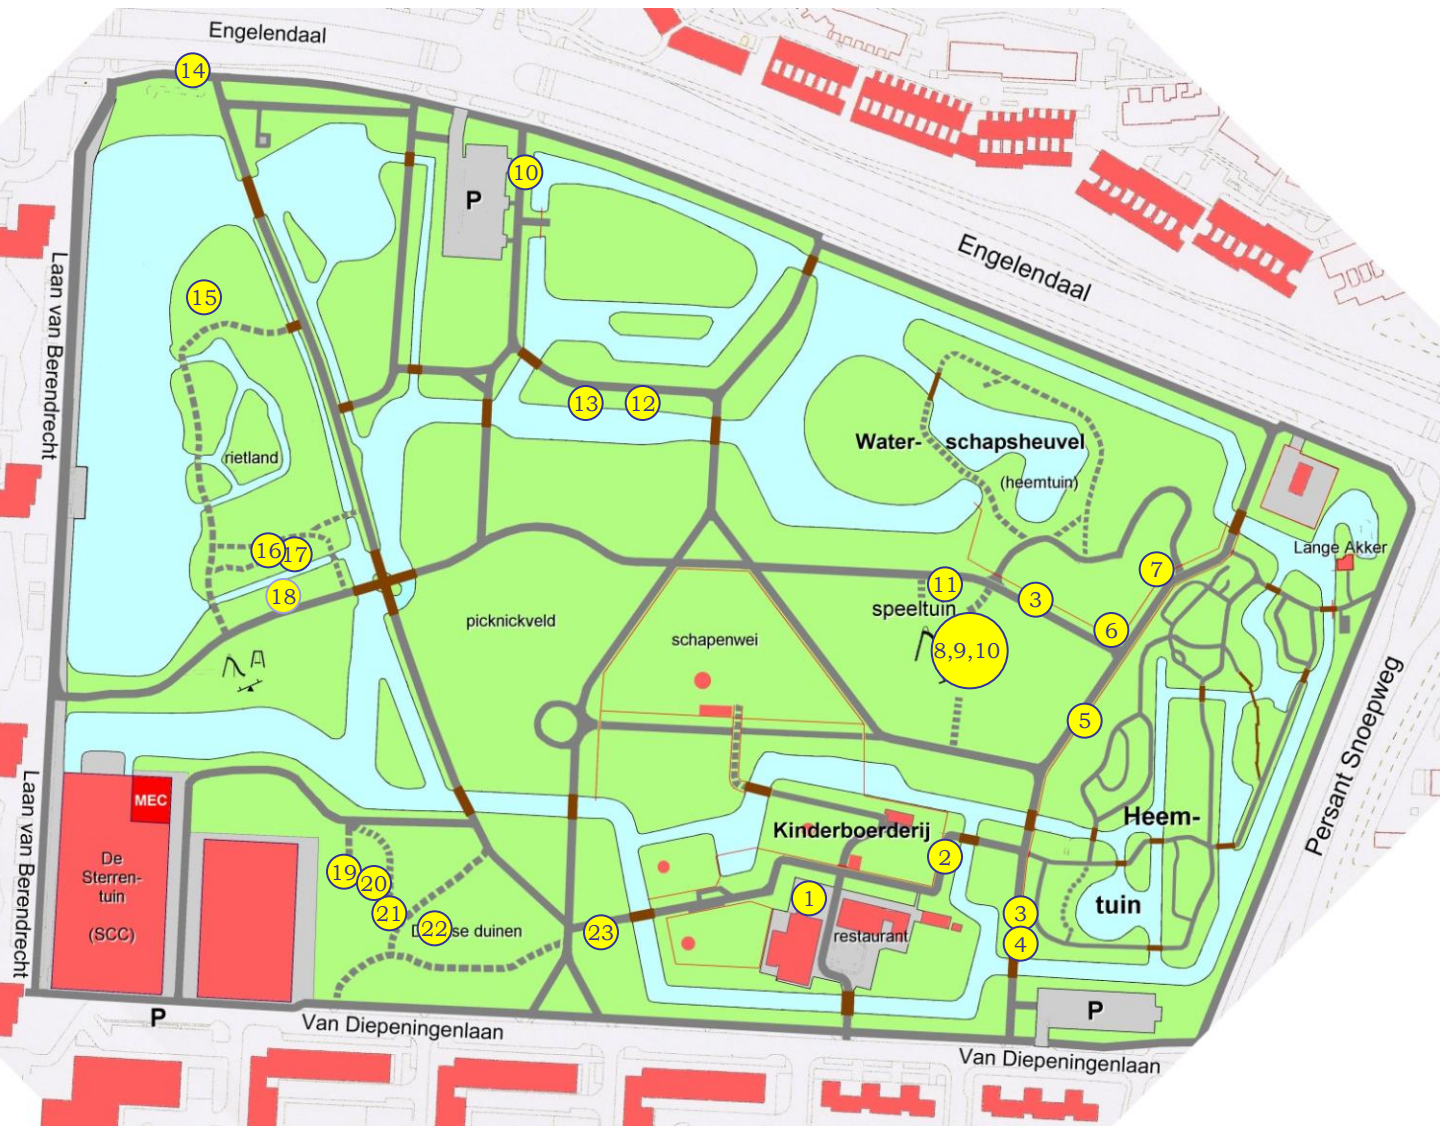 Engelendaal
14
10
P
Engelendaal
Laan van Berendrecht
15
13
12
Water-
schapsheuvel
(heemtuin)
rietland
16
17
18
Lange Akker
7
11
3
speeltuin
6
8,9,10
picknickveld
schapenwei
5
Persant Snoepweg
MEC
De
Sterren-
tuin
(SCC)
Laan van Berendrecht
Kinderboerderij
2
Heem-
tuin
19
20
21
22
se duinen
23
1
restaurant
3
4
P
P
Van Diepeningenlaan
Van Diepeningenlaan